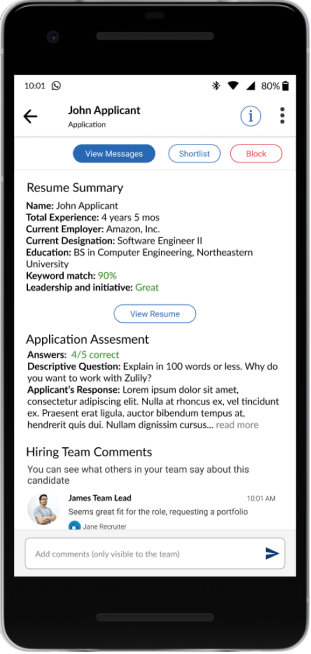 10:01 80%
John Applicant
Application
View Messages Shortlist Block
Resume Summary
Name: John Applicant
Total Experience: 4 years 5 mos
Current Employer: Amazon, Inc.
Current Designation: Software Engineer II
Education: BS in Computer Engineering, Northeastern
University
Keyword match: 90%
Leadership and initiative: Great
View Resume
Application Assesment
Answers: 4/5 correct
Descriptive Question: Explain in 100 words or less. Why do
you want to work with Zulily?
Applicant's Response: Lorem ipsum dolor sit amet,
consectetur adipiscing elit. Nulla at rhoncus ex, vel tincidunt
ex. Praesent erat ligula, auctor bibendum tempus at,
hendrerit quis dui. Nullam dignissim cursus... read more
Hiring Team Comments
You can see what others in your team say about this
candidate
James Team Lead 10:01 AM
Seems great fit for the role, requesting a portfolio
Jane Recruiter
Add comments (only visible to the team)